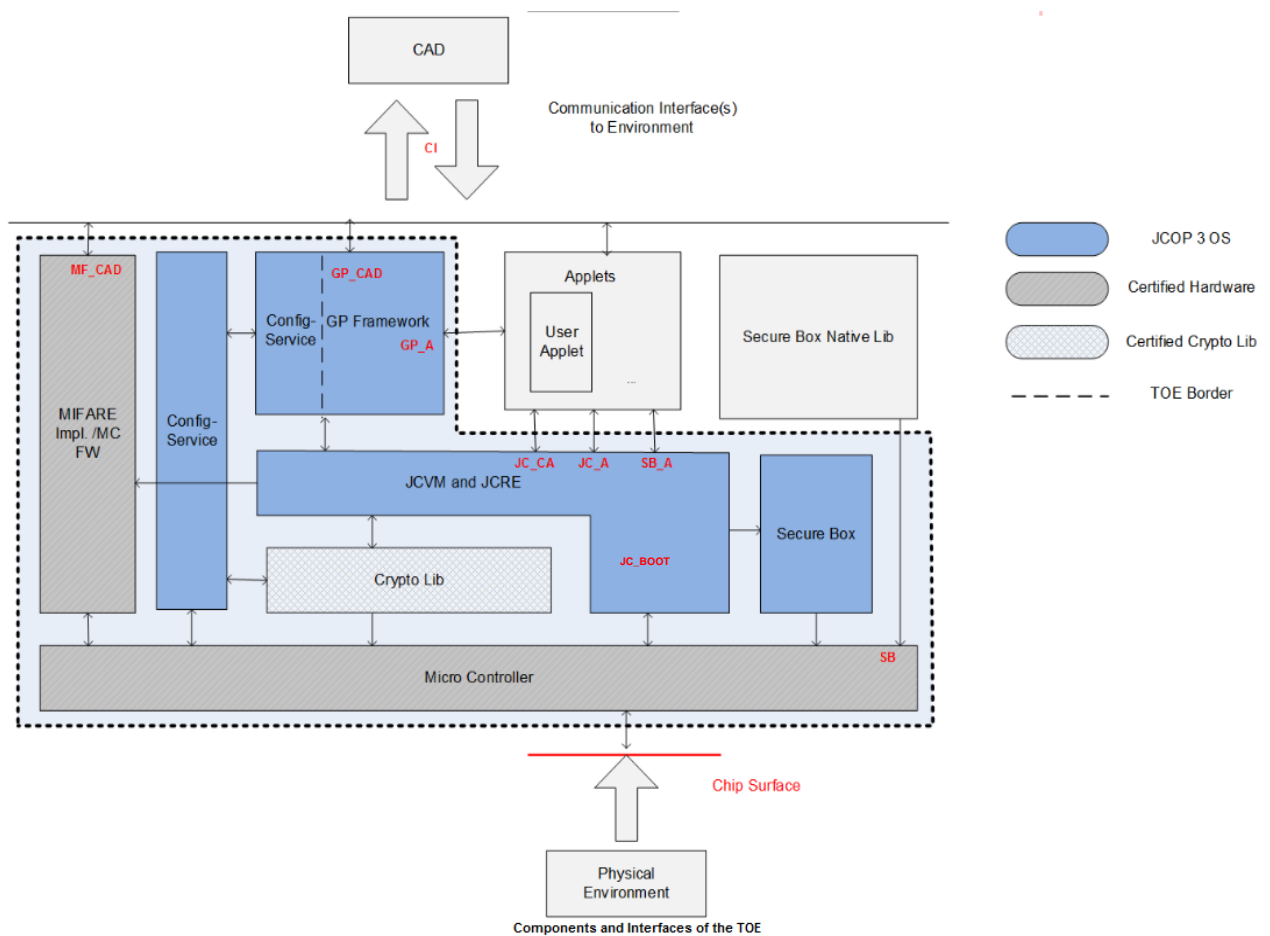 CAD
Communication Interface(s)
to Environment
CI
MF_CAD
GP_CAD
Config-
Service
GP Framework
GP_A
Applets
User
Applet
...
Secure Box Native Lib
JCOP 3 OS
Certified Hardware
Certified Crypto Lib
TOE Border
MIFARE
Impl. /MC
FW
Config-
Service
JC_CA
JC_A
SB_A
JCVM and JCRE
JC_BOOT
Secure Box
Crypto Lib
SB
Micro Controller
Chip Surface
Physical
Environment
Components and Interfaces of the TOE